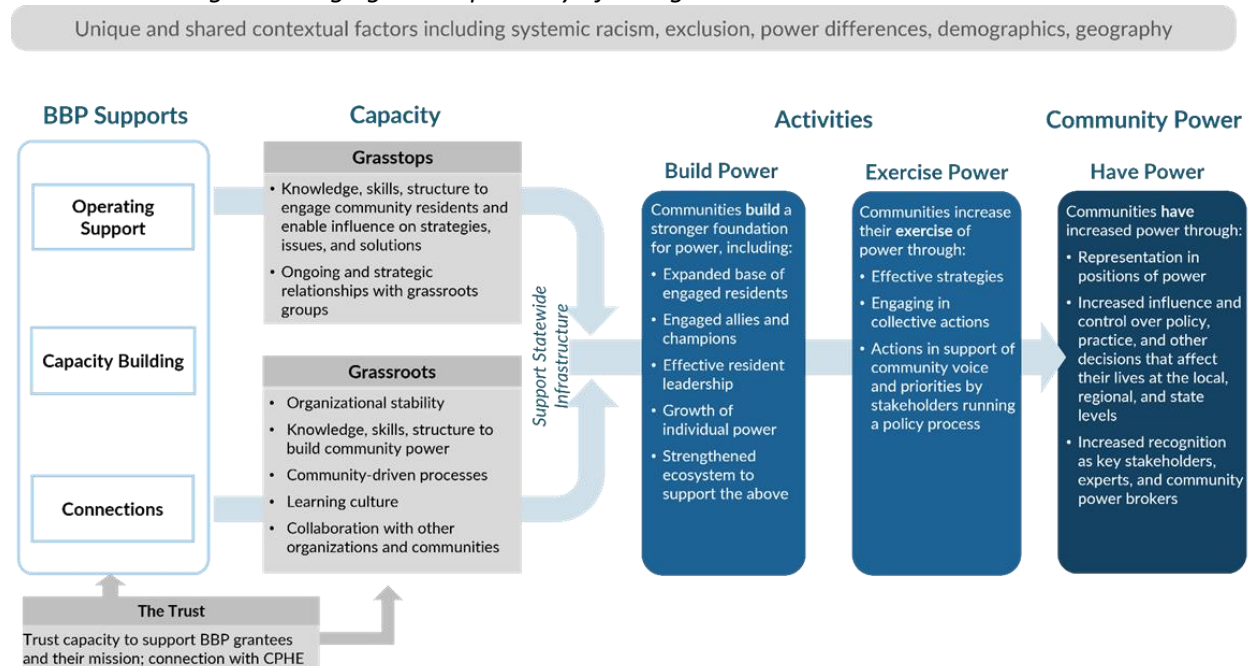 Unique and shared contextual factors including systemic racism, exclusion, power differences, demographics, geography
BBP Supports
Operating
Support
Capacity Building
Connections
The Trust
Trust capacity to support BBP grantees
and their mission; connection with CPHE
Capacity
Grasstops
• Knowledge, skills, structure to
engage community residents and
enable influence on strategies,
issues, and solutions
• Ongoing and strategic
relationships with grassroots
groups
Grassroots
• Organizational stability
• Knowledge, skills, structure to
build community power
• Community-driven processes
• Learning culture
• Collaboration with other
organizations and communities
Support Statewide
Infrastructure
Activities
Build Power
Communities build a
stronger foundation
for power, including:
• Expanded base of
engaged residents
• Engaged allies and
champions
• Effective resident
leadership
• Growth of
individual power
• Strengthened
ecosystem to
support the above
Exercise Power
Communities increase
their exercise of
power through:
• Effective strategies
• Engaging in
collective actions
• Actions in support of
community voice
and priorities by
stakeholders running
a policy process
Community Power
Have Power
Communities have
increased power through:
• Representation in
positions of power
• Increased influence and
control over policy,
practice, and other
decisions that affect
their lives at the local,
regional, and state
levels
• Increased recognition
as key stakeholders,
experts, and community
power brokers